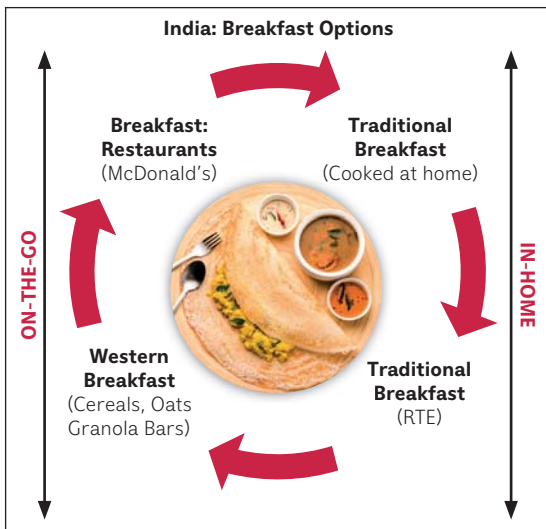 India: Breakfast Options
Breakfast:
Restaurants
(McDonald's)
Traditional
Breakfast
(Cooked at home)
ON-THE-GO
IN-HOME
Western
Breakfast
(Cereals, Oats
Granola Bars)
Traditional
Breakfast
(RTE)